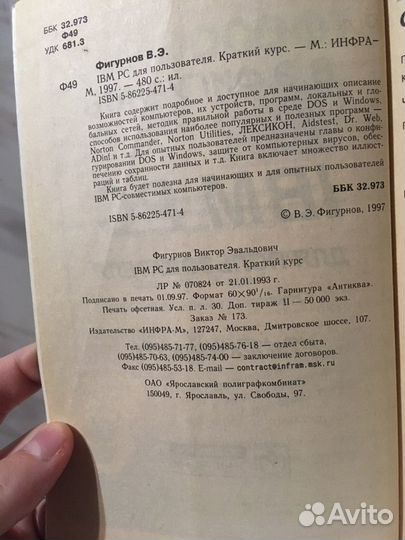 ББК 32.973
Ф49
УДК 681.3
Фигурнов В.Э.
Ф49 IBM PC для пользователя. Краткий курс. — М.: ИНФРА-
М, 1997. — 480 с.: ил.
ISBN 5-86225-471-4
Книга содержит подробное и доступное для начинающих описание
возможностей компьютеров, их устройств, программ, локальных и гло-
бальных сетей, методик правильной работы в среде DOS и Windows,
способов использования наиболее популярных и полезных программ —
Norton Commander, Norton Utilities, ЛЕКСИКОН, Aidstest, Dr. Web,
ADinf и т.д. Для опытных пользователей предназначены главы о конфи-
гурировании DOS и Windows, защите от компьютерных вирусов, обес-
печению сохранности данных и т.д. Книга включает множество иллюст-
раций и таблиц.
Книга будет полезна для начинающих и для опытных пользователей
IBM PC-совместимых компьютеров.
ББК 32.973
ISBN 5-86225-471-4
© В.Э. Фигурнов, 1997
Фигурнов Виктор Эвальдович
IBM PC для пользователя. Краткий курс
ЛР № 070824 от 21.01.1993 г.
Подписано в печать 01.09.97. Формат 60×90 1/16. Гарнитура «Антиква».
Печать офсетная. Усл. п. л. 30. Доп. тираж II — 50 000 экз.
Заказ № 173.
Издательство «ИНФРА-М», 127247, Москва, Дмитровское шоссе, 107.
Тел. (095)485-71-77, (095)485-76-18 — отдел сбыта,
(095)485-70-63, (095)485-74-00 — заключение договоров.
Факс (095)485-53-18. E-mail — contract@infram.msk.ru
ОАО «Ярославский полиграфкомбинат»
150049, г. Ярославль, ул. Свободы, 97.
Avito